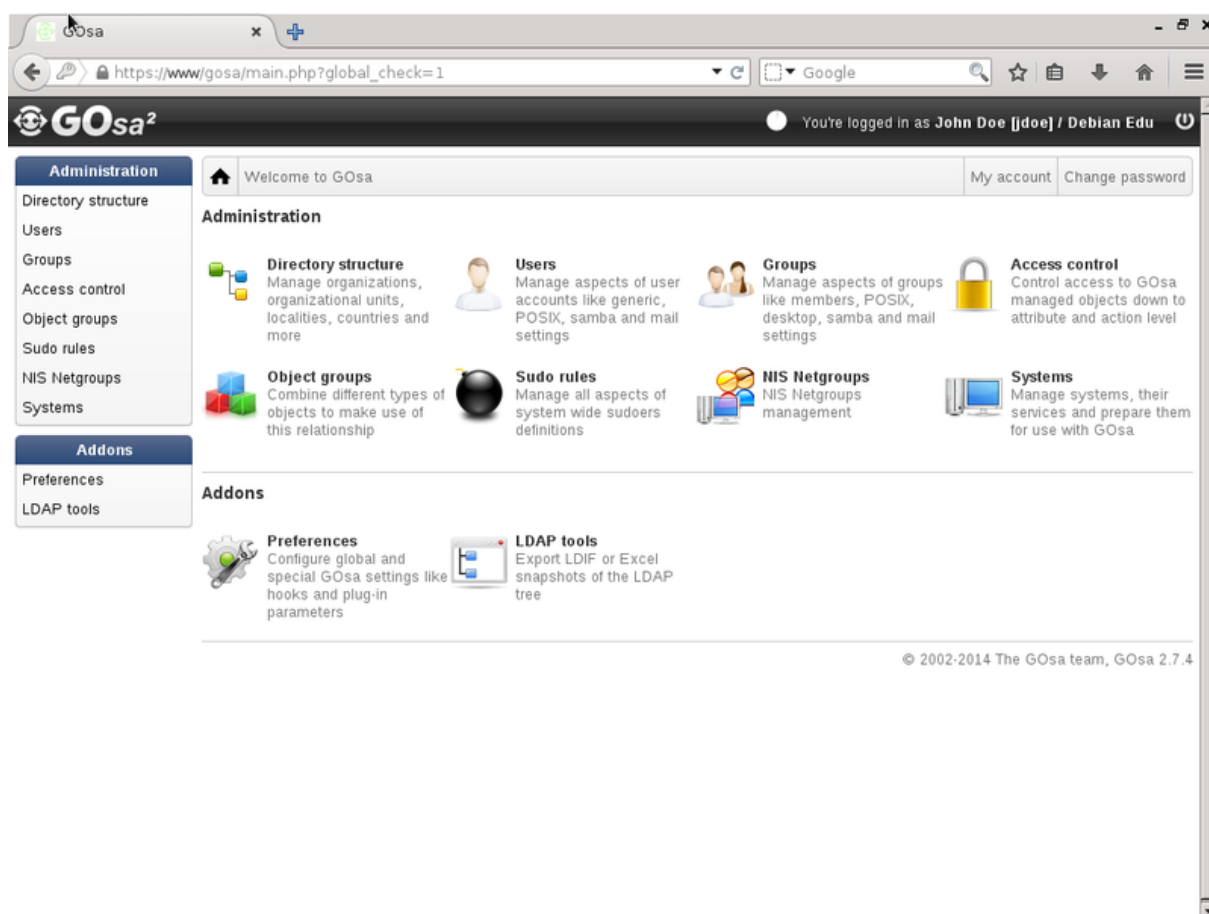 GOsa
https://www/gosa/main.php?global_check=1
Google
GOsa²
You're logged in as John Doe [jdoe] / Debian Edu
Administration
Directory structure
Users
Groups
Access control
Object groups
Sudo rules
NIS Netgroups
Systems
Addons
Preferences
LDAP tools
Welcome to GOsa
My account
Change password
Administration
Directory structure
Manage organizations,
organizational units,
localities, countries and
more
Users
Manage aspects of user
accounts like generic,
POSIX, samba and mail
settings
Groups
Manage aspects of groups
like members, POSIX,
desktop, samba and mail
settings
Access control
Control access to GOsa
managed objects down to
attribute and action level
Object groups
Combine different types of
objects to make use of
this relationship
Sudo rules
Manage all aspects of
system wide sudoers
definitions
NIS Netgroups
NIS Netgroups
management
Systems
Manage systems, their
services and prepare them
for use with GOsa
Addons
Preferences
Configure global and
special GOsa settings like
hooks and plug-in
parameters
LDAP tools
Export LDIF or Excel
snapshots of the LDAP
tree
© 2002-2014 The GOsa team, GOsa 2.7.4